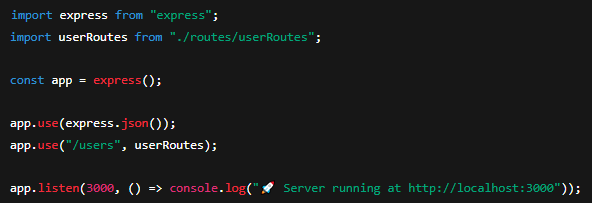 import express from "express";
import userRoutes from "./routes/userRoutes";
const app = express();
app.use(express.json());
app.use("/users", userRoutes);
app.listen(3000, () => console.log("🚀 Server running at http://localhost:3000"));